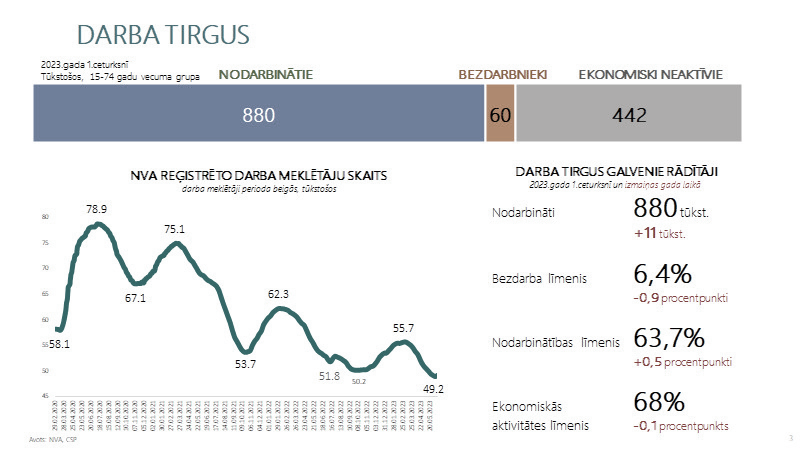 DARBA TIRGUS
2023.gada 1.ceturksnī
Tūkstošos, 15-74 gadu vecuma grupa
NODARBINĀTIE
BEZDARBNIEKI
EKONOMISKI NEAKTĪVIE
880
60
442
NVA REĢISTRĒTO DARBA MEKLĒTĀJU SKAITS
darba meklētāji perioda beigās, tūkstošos
80
75
70
65
60
55
50
45
58.1
78.9
67.1
75.1
53.7
62.3
51.8
50.2
55.7
49.2
Avots: NVA, CSP
DARBA TIRGUS GALVENIE RĀDĪTĀJI
2023.gada 1.ceturksnī un izmaiņas gada laikā
Nodarbināti
880 tūkst.
+11 tūkst.
Bezdarba līmenis
6,4%
-0,9 procentpunkti
Nodarbinātības līmenis
63,7%
+0,5 procentpunkti
Ekonomiskās
aktivitātes līmenis
68%
-0,1 procentpunkts
3